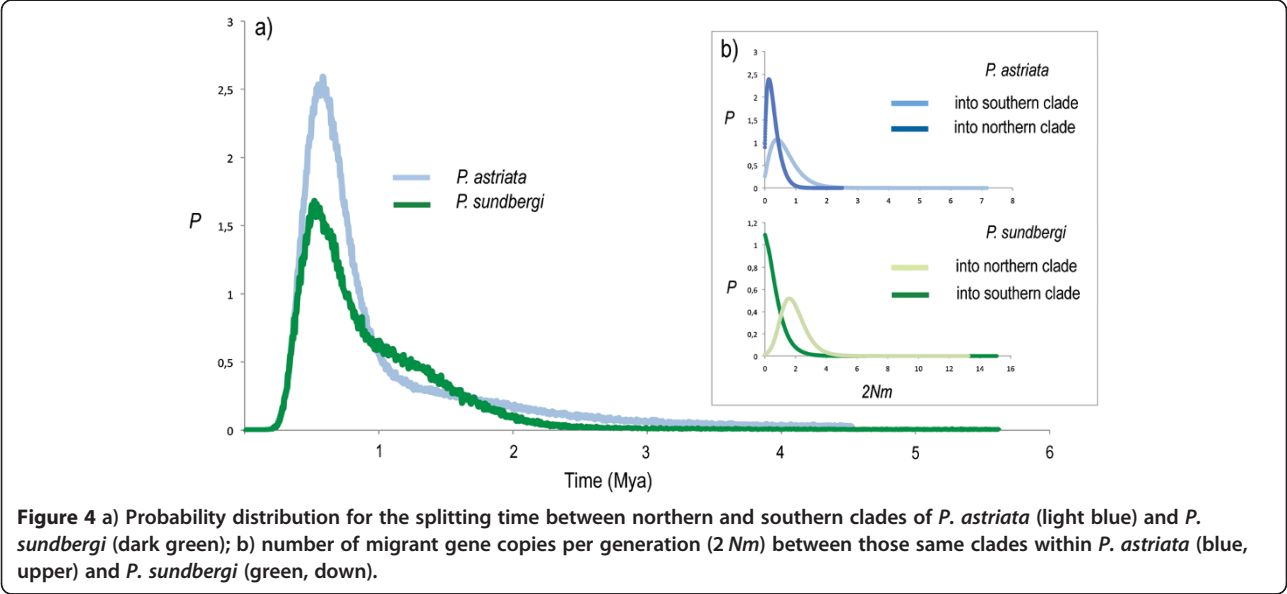 a)
3
2,5
2
1,5
1
0,5
0
P
1 2 3 4 5 6
Time (Mya)
P. astriata
P. sundbergi
b)
P. astriata
3
2,5
2
1,5
1
0,5
0
P
0 1 2 3 4 5 6 7 8
into southern clade
into northern clade
P. sundbergi
1,2
1
0,8
0,6
0,4
0,2
0
P
0 2 4 6 8 10 12 14 16
into northern clade
into southern clade
2Nm
Figure 4 a) Probability distribution for the splitting time between northern and southern clades of P. astriata (light blue) and P.
sundbergi (dark green); b) number of migrant gene copies per generation (2 Nm) between those same clades within P. astriata (blue,
upper) and P. sundbergi (green, down).